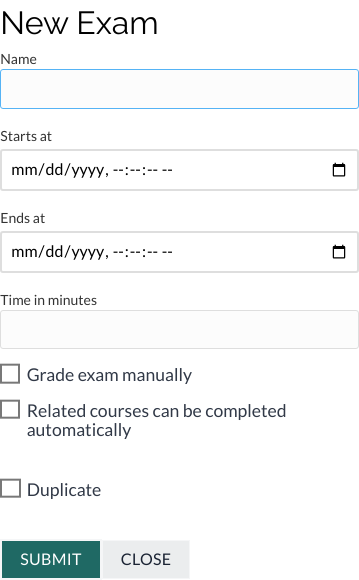 New Exam
Name
Starts at
mm/dd/yyyy, --:--:-- --
Ends at
mm/dd/yyyy, --:--:-- --
Time in minutes
Grade exam manually
Related courses can be completed
automatically
Duplicate
SUBMIT CLOSE